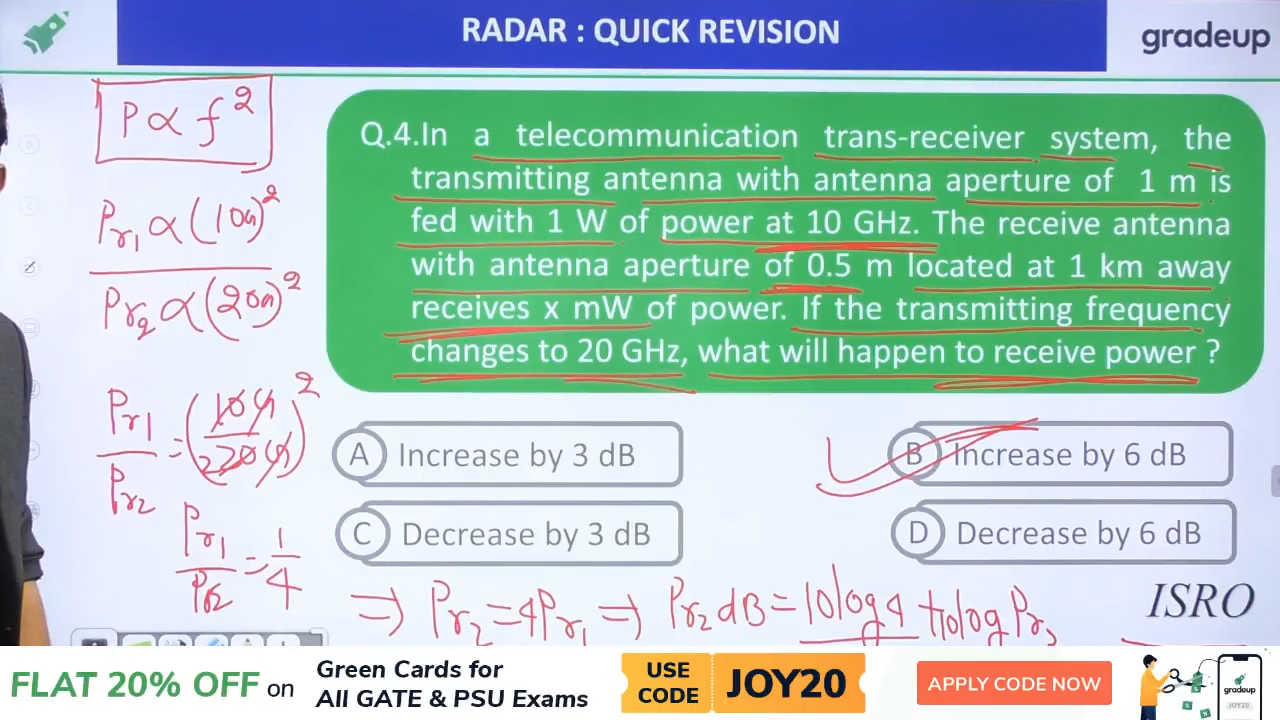 RADAR : QUICK REVISION
gradeup
P ∝ f²
Pr₁ ∝ (10G)²
Pr₂ ∝ (20G)²
Pr₁/Pr₂ = (10G/20G)²
Pr₁/Pr₂ = 1/4
Q.4.In a telecommunication trans-receiver system, the
transmitting antenna with antenna aperture of 1 m is
fed with 1 W of power at 10 GHz. The receive antenna
with antenna aperture of 0.5 m located at 1 km away
receives x mW of power. If the transmitting frequency
changes to 20 GHz, what will happen to receive power ?
A Increase by 3 dB
B Increase by 6 dB
C Decrease by 3 dB
D Decrease by 6 dB
⇒ Pr₂ = 4Pr₁ ⇒ Pr₂ dB = 10log4 + 10log Pr₁
ISRO
FLAT 20% OFF on
Green Cards for
All GATE & PSU Exams
USE
CODE
JOY20
APPLY CODE NOW
gradeup
JOY20